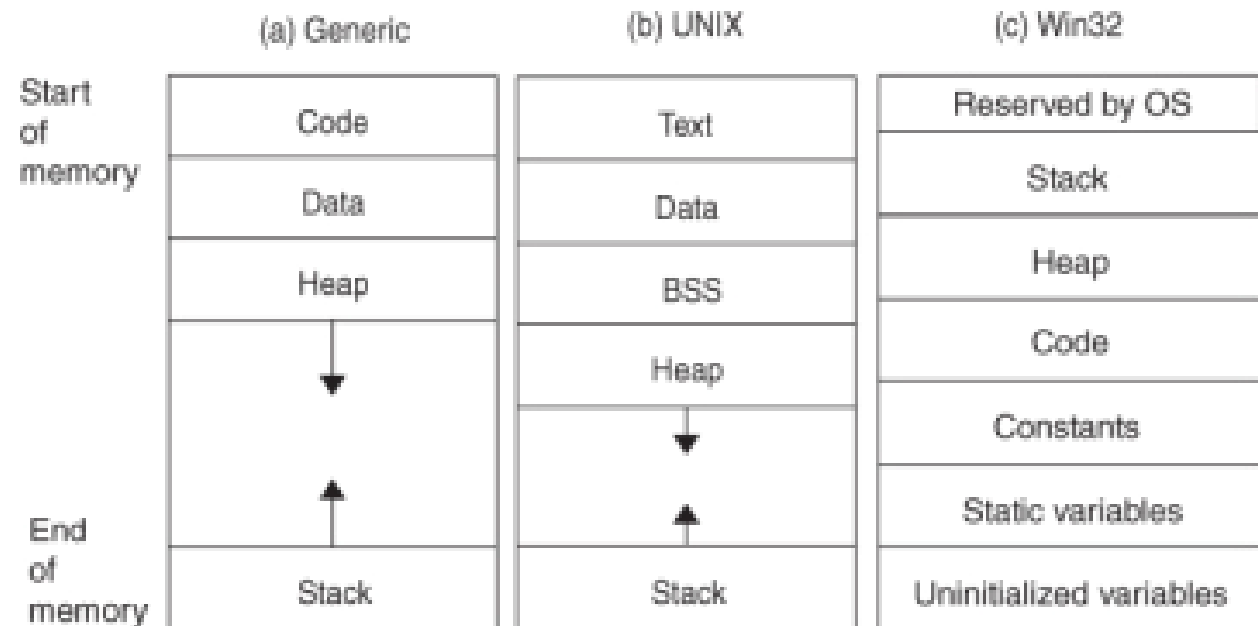 (a) Generic
(b) UNIX
(c) Win32
Start
of
memory
Code
Data
Heap
Stack
End
of
memory
Text
Data
BSS
Heap
Stack
Reserved by OS
Stack
Heap
Code
Constants
Static variables
Uninitialized variables